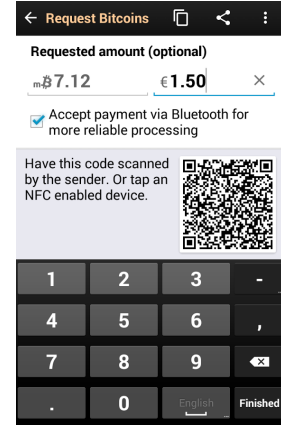 Request Bitcoins
Requested amount (optional)
m₿7.12 €1.50
Accept payment via Bluetooth for
more reliable processing
Have this code scanned
by the sender. Or tap an
NFC enabled device.
1 2 3 -
4 5 6 ,
7 8 9
. 0 English Finished